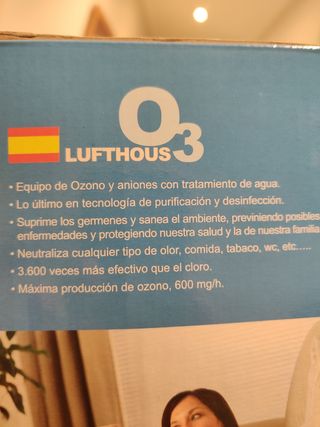 O3
LUFTHOUS
• Equipo de Ozono y aniones con tratamiento de agua.
• Lo último en tecnología de purificación y desinfección.
• Suprime los germenes y sanea el ambiente, previniendo posibles
enfermedades y protegiendo nuestra salud y la de nuestra familia
• Neutraliza cualquier tipo de olor, comida, tabaco, wc, etc.....
• 3.600 veces más efectivo que el cloro.
• Máxima producción de ozono, 600 mg/h.